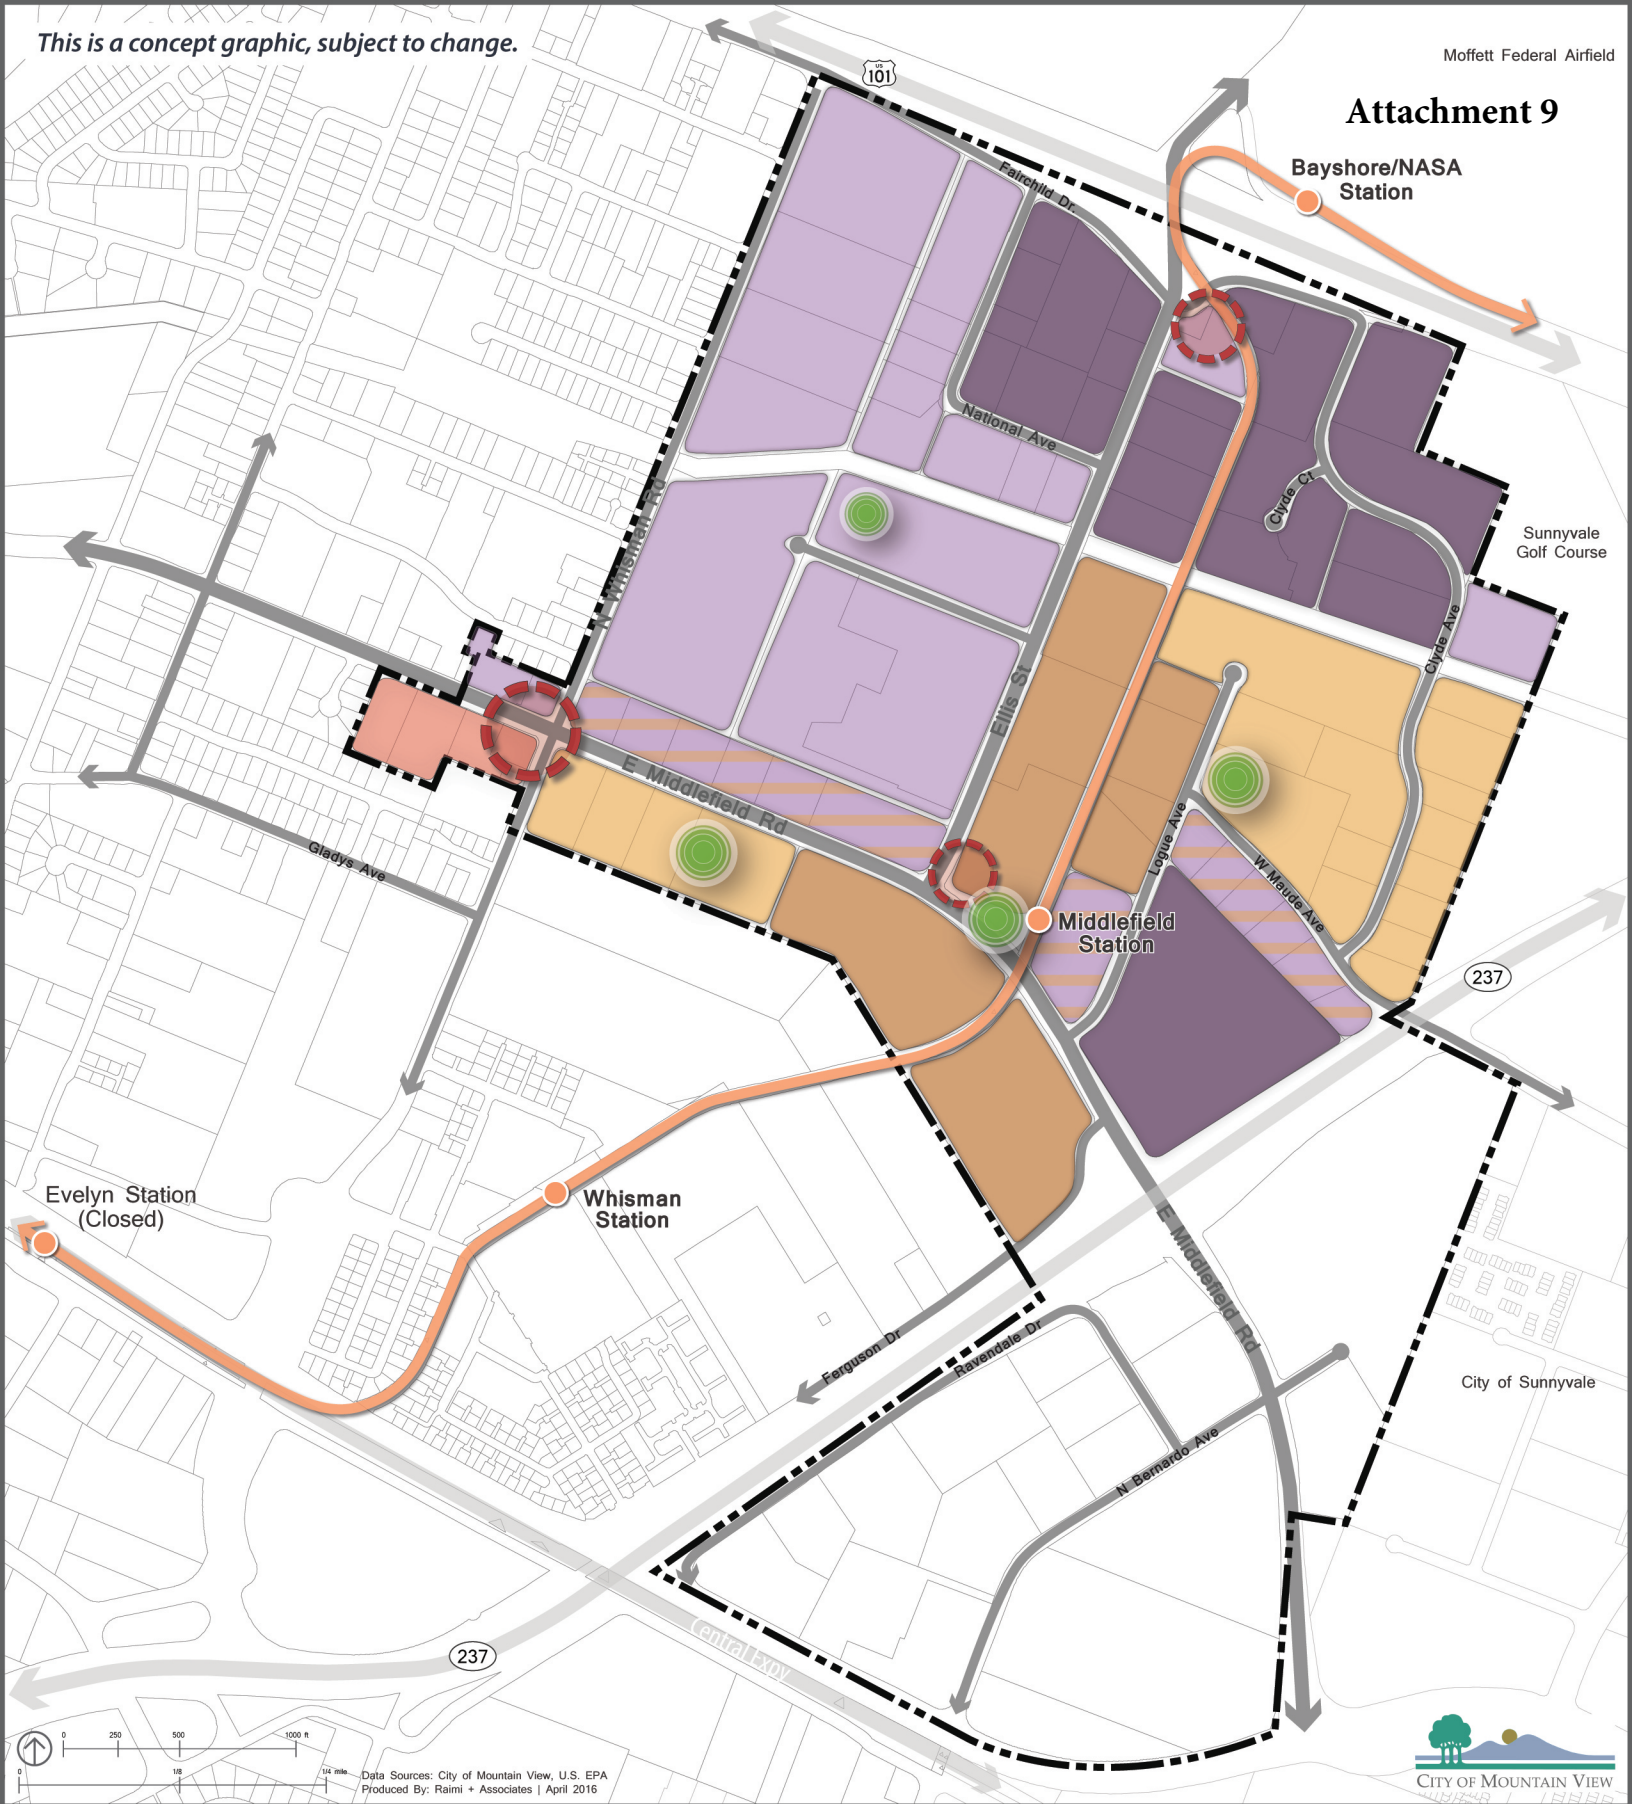 This is a concept graphic, subject to change.
Moffett Federal Airfield
US
101
Attachment 9
Bayshore/NASA
Station
Fairchild Dr.
National Ave
Clyde Ct
N Whisman Rd
Sunnyvale
Golf Course
Clyde Ave
Ellis St
E Middlefield Rd
Logue Ave
W Maude Ave
Gladys Ave
Middlefield
Station
237
Evelyn Station
(Closed)
Whisman
Station
E Middlefield Rd
Ferguson Dr
Ravendale Dr
City of Sunnyvale
N Bernardo Ave
237
Central Expy
0 250 500 1000 ft
0 1/8 1/4 mile
Data Sources: City of Mountain View, U.S. EPA
Produced By: Raimi + Associates | April 2016
CITY OF MOUNTAIN VIEW